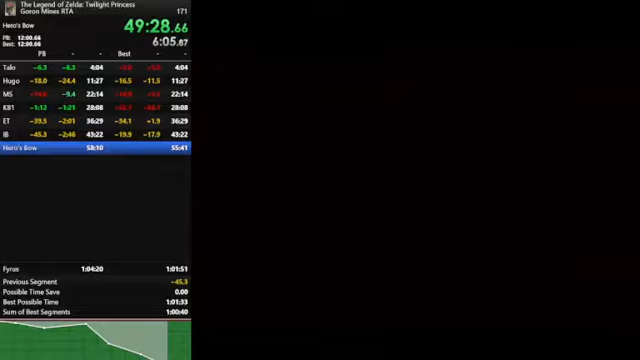 The Legend of Zelda: Twilight Princess
Goron Mines RTA 171
Hero's Bow 49:28.66
PB: 12:00.66
Best: 12:00.66 6:05.87
PB - - Best - -
Talo -6.3 -6.3 4:04 4:04
Hugo -18.0 -24.4 11:27 -16.5 -11.5 11:27
MS -9.4 22:14 22:14
KB1 -1:12 -1:21 28:08 28:08
ET -39.5 -2:01 36:29 -34.1 +1.9 36:29
IB -45.3 -2:46 43:22 -19.9 -17.9 43:22
Hero's Bow 58:10 55:41
Fyrus 1:04:20 1:01:51
Previous Segment -45.3
Possible Time Save 0.00
Best Possible Time 1:01:33
Sum of Best Segments 1:00:40